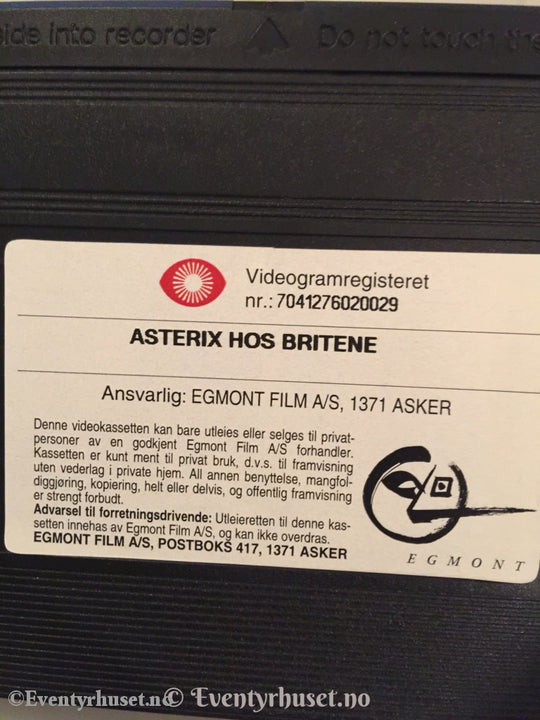 side into recorder Do not touch the
Videogramregisteret
nr.: 7041276020029
ASTERIX HOS BRITENE
Ansvarlig: EGMONT FILM A/S, 1371 ASKER
Denne videokassetten kan bare utleies eller selges til privat-
personer av en godkjent Egmont Film A/S forhandler.
Kassetten er kunt ment til privat bruk, d.v.s. til framvisning
uten vederlag i private hjem. All annen benyttelse, mangfol-
diggjøring, kopiering, helt eller delvis, og offentlig framvisning
er strengt forbudt.
Advarsel til forretningsdrivende: Utleieretten til denne kas-
setten innehas av Egmont Film A/S, og kan ikke overdras.
EGMONT FILM A/S, POSTBOKS 417, 1371 ASKER
EGMONT
©Eventyrhuset.no © Eventyrhuset.no